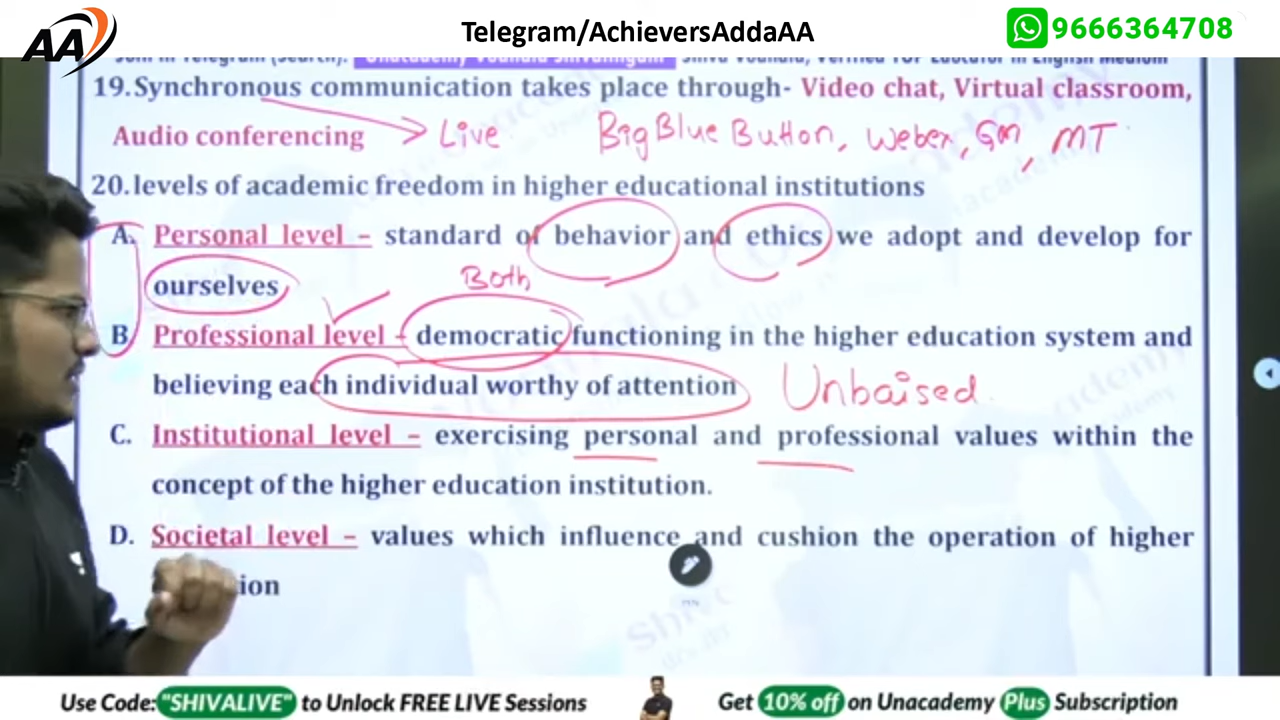 AA
Telegram/AchieversAddaAA
9666364708
19.Synchronous communication takes place through- Video chat, Virtual classroom,
Audio conferencing → Live BigBlue Button, Webex, GM, MT
20.levels of academic freedom in higher educational institutions
A. Personal level – standard of behavior and ethics we adopt and develop for
ourselves
Both
B Professional level – democratic functioning in the higher education system and
believing each individual worthy of attention Unbaised
C. Institutional level – exercising personal and professional values within the
concept of the higher education institution.
D. Societal level – values which influence and cushion the operation of higher
ion
Use Code: "SHIVALIVE" to Unlock FREE LIVE Sessions
Get 10% off on Unacademy Plus Subscription